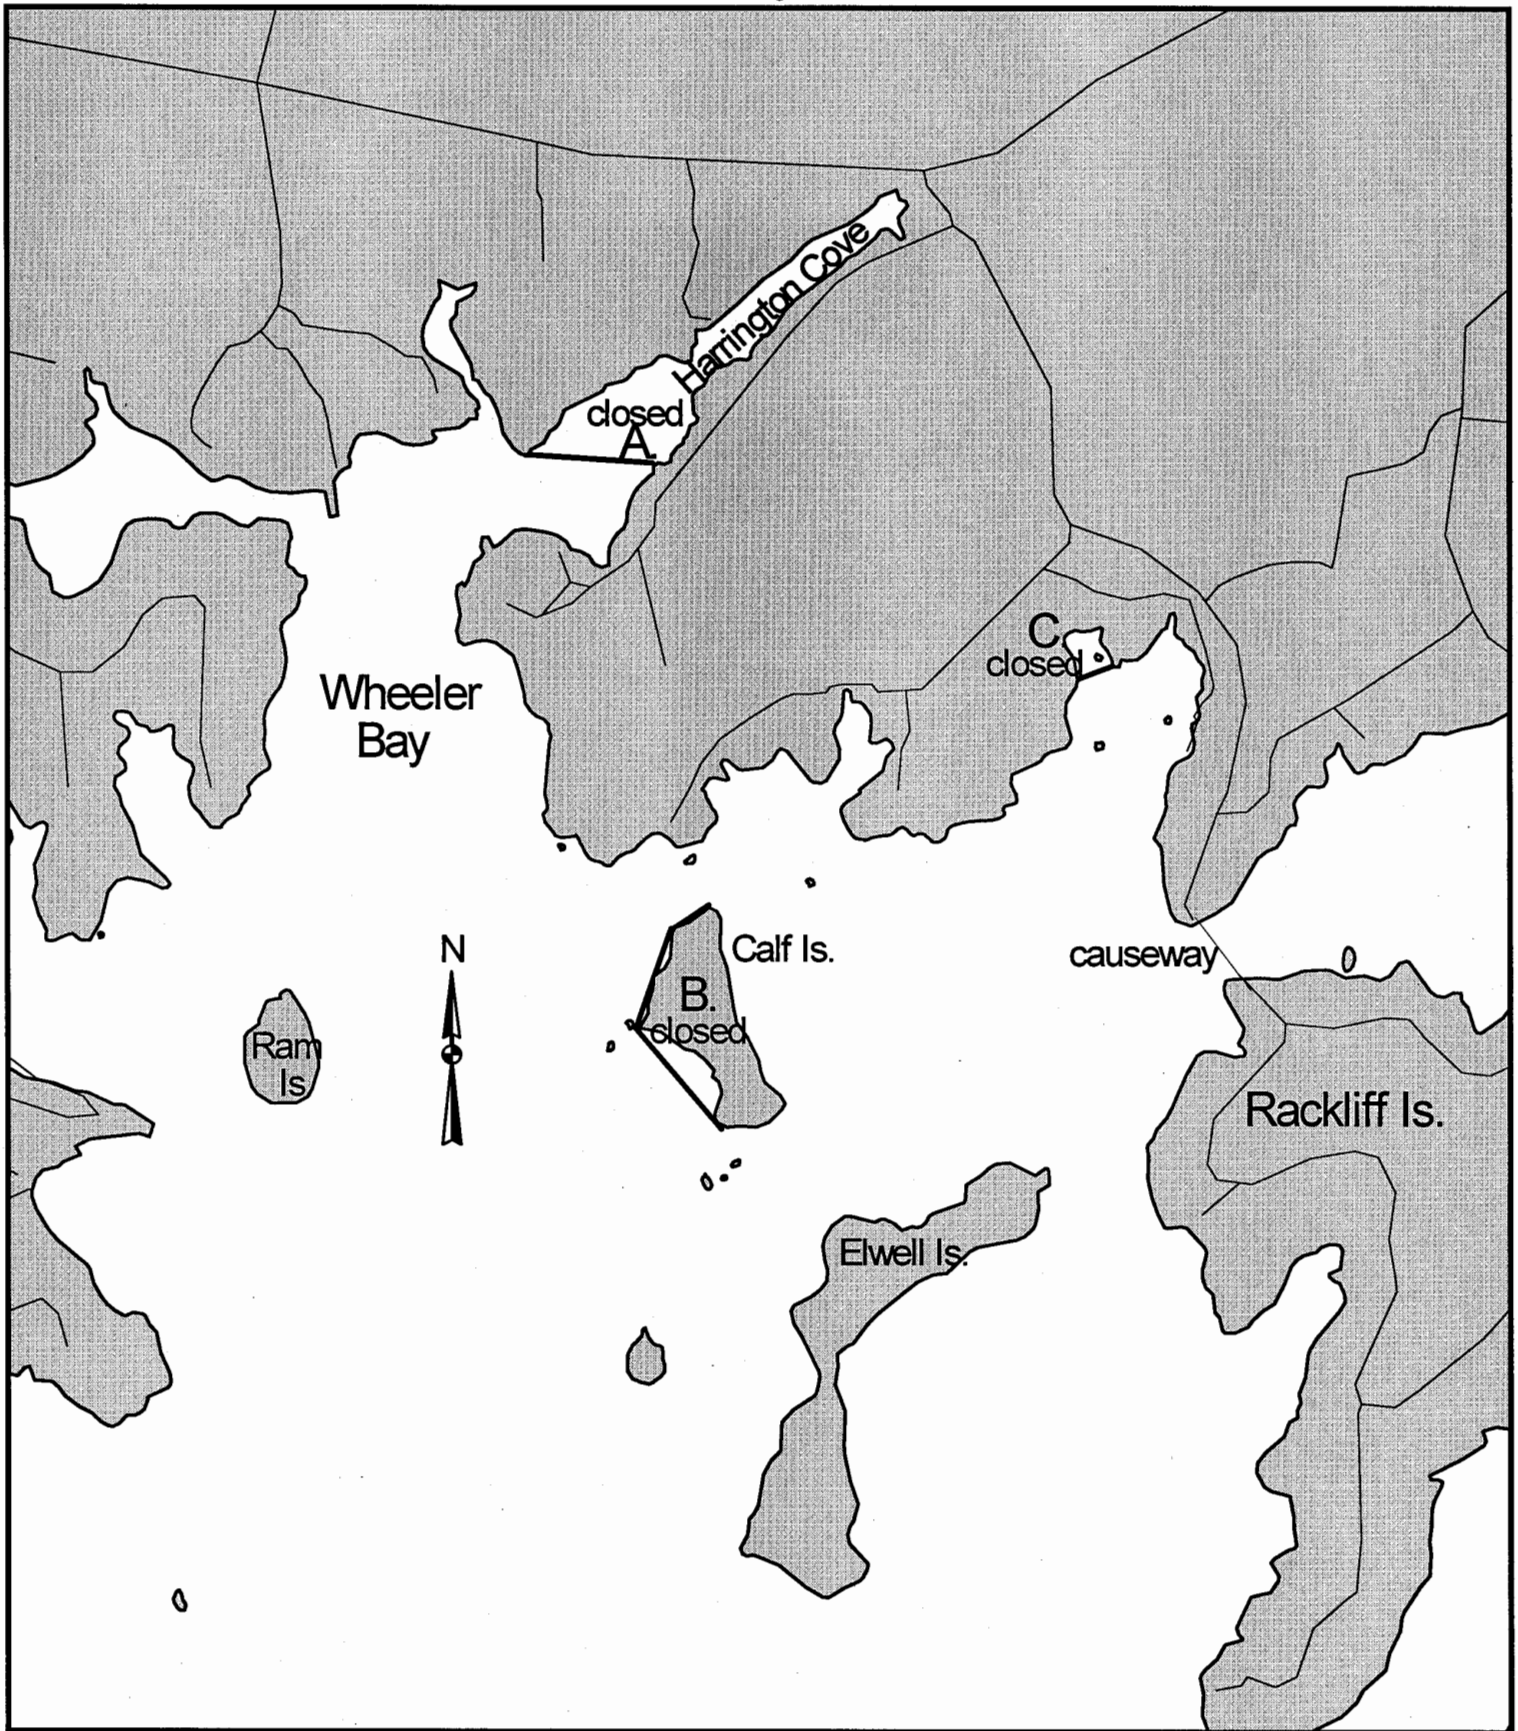 Harrington Cove
closed
A.
C.
closed
Wheeler
Bay
N
Calf Is.
causeway
B.
closed
Ram
Is
Rackliff Is.
Elwell Is.